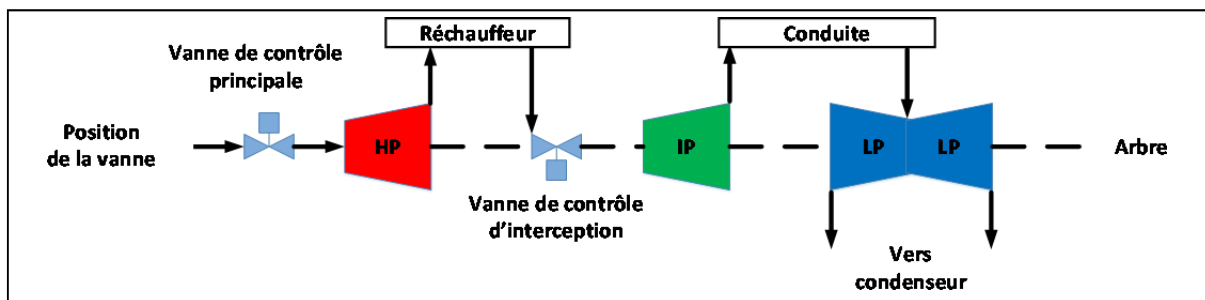 Réchauffeur
Conduite
Vanne de contrôle
principale
Position
de la vanne
HP
IP
LP
LP
Arbre
Vanne de contrôle
d'interception
Vers
condenseur